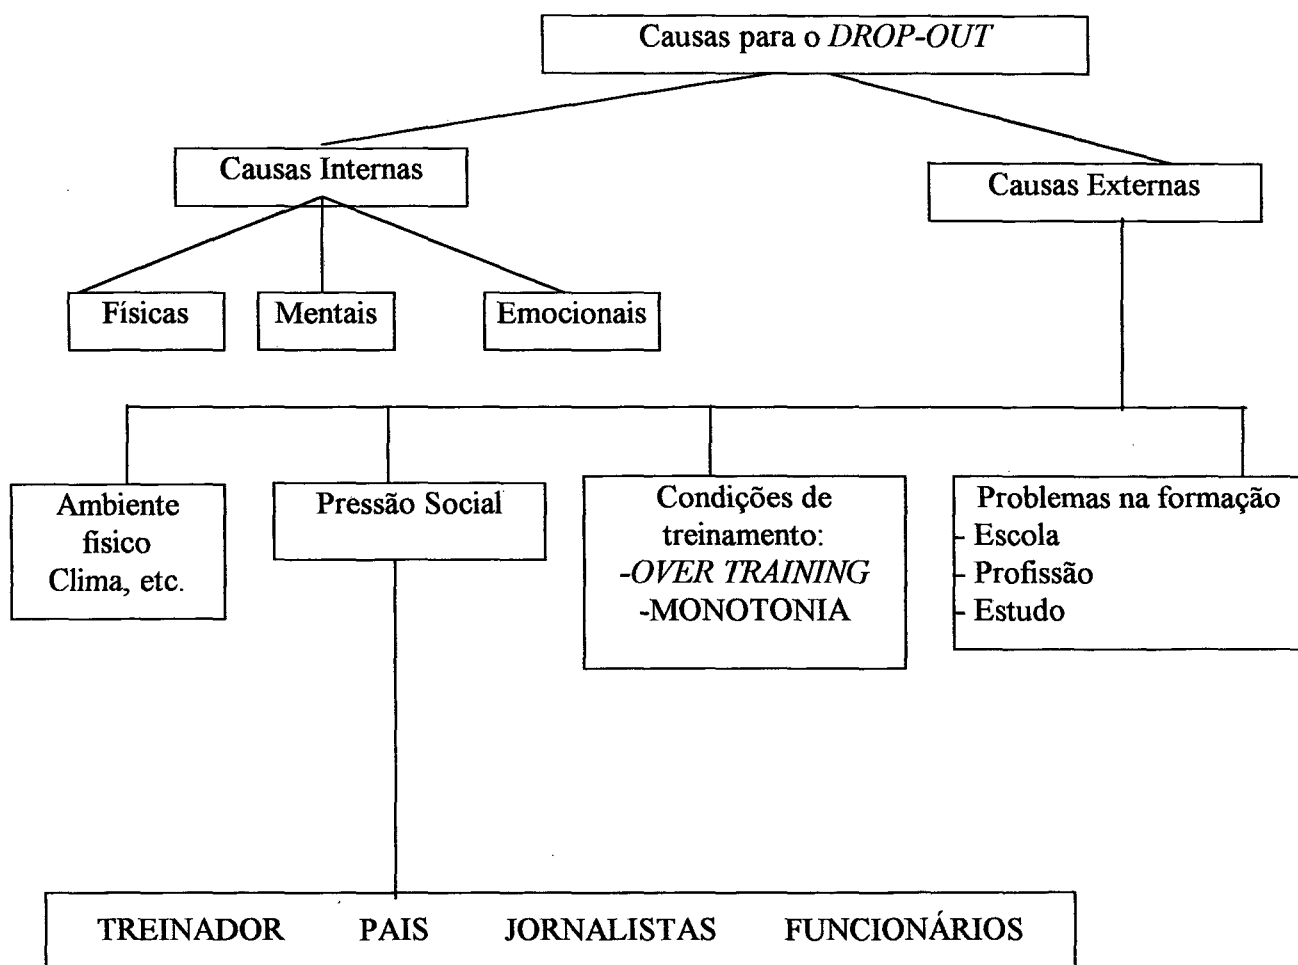 Causas para o DROP-OUT
Causas Internas
Causas Externas
Físicas
Mentais
Emocionais
Ambiente
fisico
Clima, etc.
Pressão Social
Condições de
treinamento:
-OVER TRAINING
-MONOTONIA
Problemas na formação
- Escola
- Profissão
- Estudo
TREINADOR PAIS JORNALISTAS FUNCIONÁRIOS